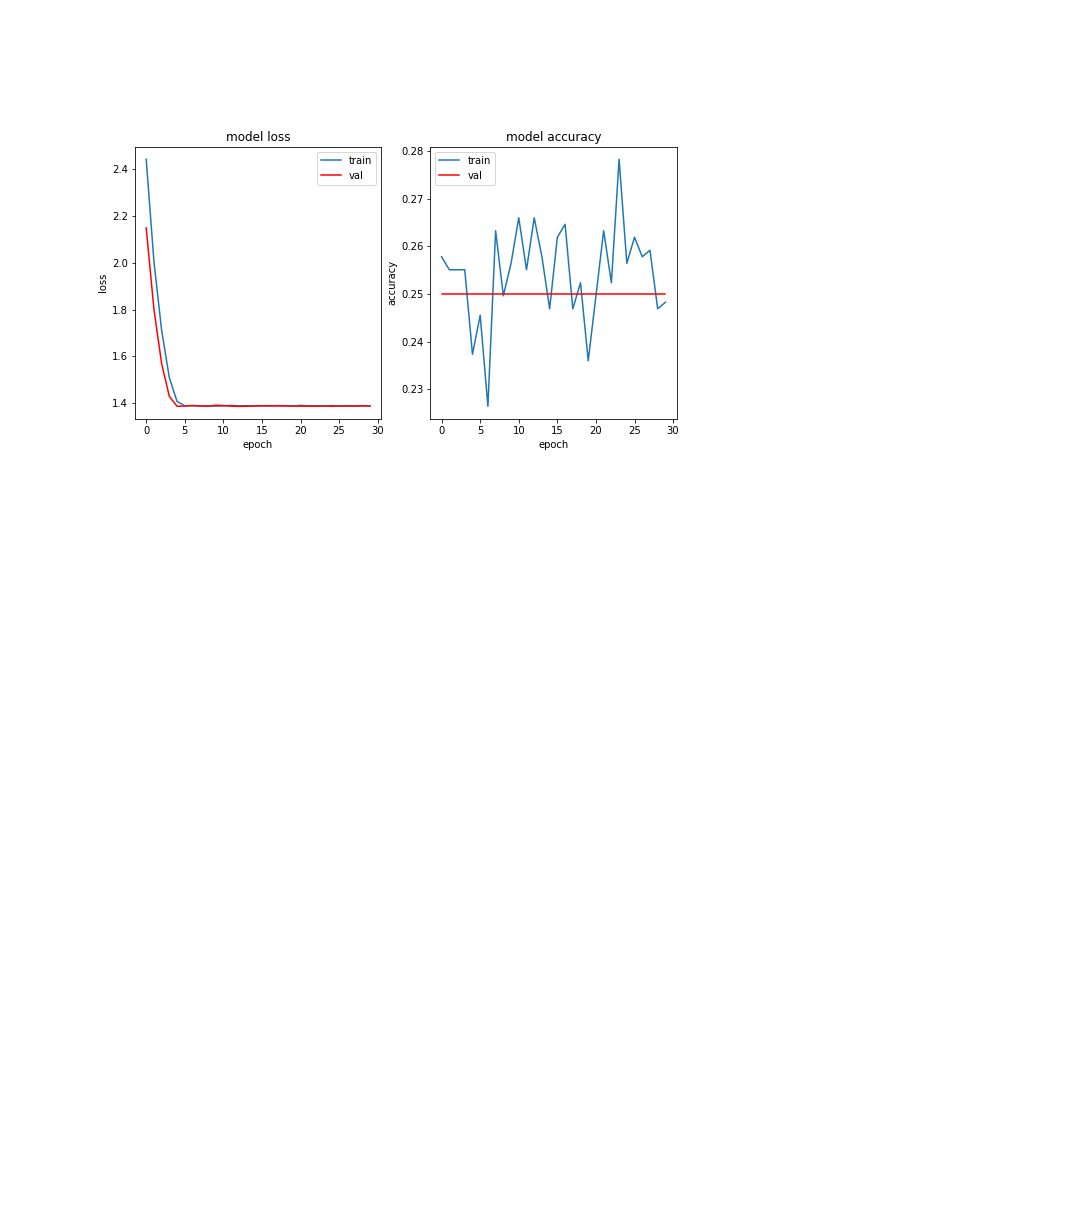 model loss
train
val
2.4
2.2
2.0
1.8
1.6
1.4
loss
0 5 10 15 20 25 30
epoch
model accuracy
train
val
0.28
0.27
0.26
0.25
0.24
0.23
accuracy
0 5 10 15 20 25 30
epoch